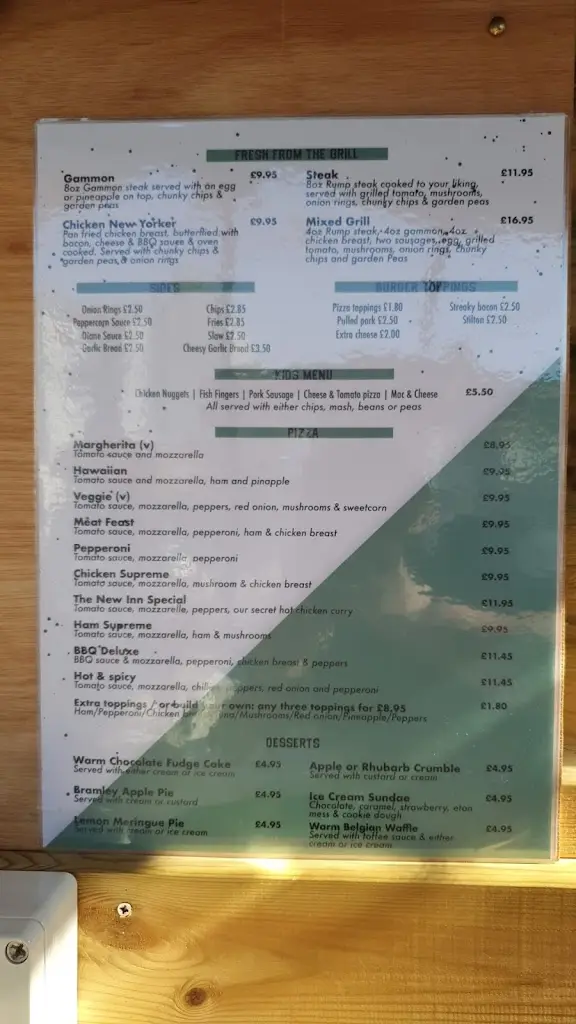 FRESH FROM THE GRILL
Gammon £9.95
8oz Gammon steak served with an egg
or pineapple on top, chunky chips &
garden peas
Steak £11.95
8oz Rump steak cooked to your liking,
served with grilled tomato, mushrooms,
onion rings, chunky chips & garden peas
Chicken New Yorker £9.95
Pan fried chicken breast, butterflied with
bacon, cheese & BBQ sauce & oven
cooked. Served with chunky chips &
garden peas & onion rings
Mixed Grill £16.95
4oz Rump steak, 4oz gammon, 4oz
chicken breast, two sausages, egg, grilled
tomato, mushrooms, onion rings, chunky
chips and garden Peas
SIDES
Onion Rings £2.50
Peppercorn Sauce £2.50
Diane Sauce £2.50
Garlic Bread £2.50
Chips £2.85
Fries £2.85
Slaw £2.50
Cheesy Garlic Bread £3.50
BURGER TOPPINGS
Pizza toppings £1.80
Pulled pork £2.50
Extra cheese £2.00
Streaky bacon £2.50
Stilton £2.50
KIDS MENU
Chicken Nuggets | Fish Fingers | Pork Sausage | Cheese & Tomato pizza | Mac & Cheese £5.50
All served with either chips, mash, beans or peas
PIZZA
Margherita (v) £8.95
Tomato sauce and mozzarella
Hawaiian £9.95
Tomato sauce and mozzarella, ham and pinapple
Veggie (v) £9.95
Tomato sauce, mozzarella, peppers, red onion, mushrooms & sweetcorn
Meat Feast £9.95
Tomato sauce, mozzarella, pepperoni, ham & chicken breast
Pepperoni £9.95
Tomato sauce, mozzarella, pepperoni
Chicken Supreme £9.95
Tomato sauce, mozzarella, mushroom & chicken breast
The New Inn Special £11.95
Tomato sauce, mozzarella, peppers, our secret hot chicken curry
Ham Supreme £9.95
Tomato sauce, mozzarella, ham & mushrooms
BBQ Deluxe £11.45
BBQ sauce & mozzarella, pepperoni, chicken breast & peppers
Hot & spicy £11.45
Tomato sauce, mozzarella, peppers, red onion and pepperoni
Extra toppings / or build your own: any three toppings for £8.95 £1.80
Ham/Pepperoni/Chicken /Mushrooms/Red onion/Pineapple/Peppers
DESSERTS
Warm Chocolate Fudge Cake £4.95
Served with either cream or ice cream
Bramley Apple Pie £4.95
Served with cream or custard
Lemon Meringue Pie £4.95
Served with cream or ice cream
Apple or Rhubarb Crumble £4.95
Served with custard or cream
Ice Cream Sundae £4.95
Chocolate, caramel, strawberry, eton
mess & cookie dough
Warm Belgian Waffle £4.95
Served with toffee sauce & either
cream or ice cream